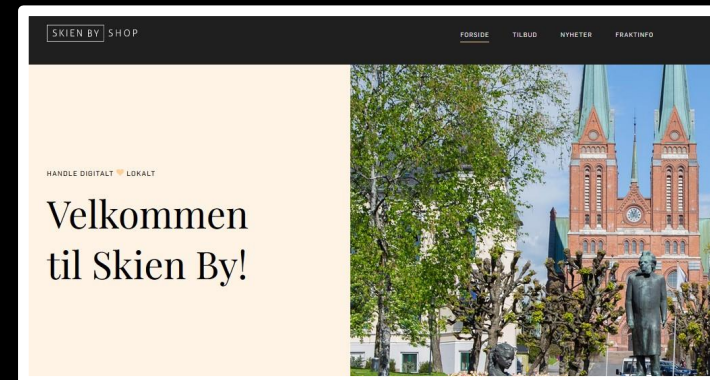 SKIEN BY SHOP
FORSIDE TILBUD NYHETER FRAKTINFO
HANDLE DIGITALT 🧡 LOKALT
Velkommen
til Skien By!